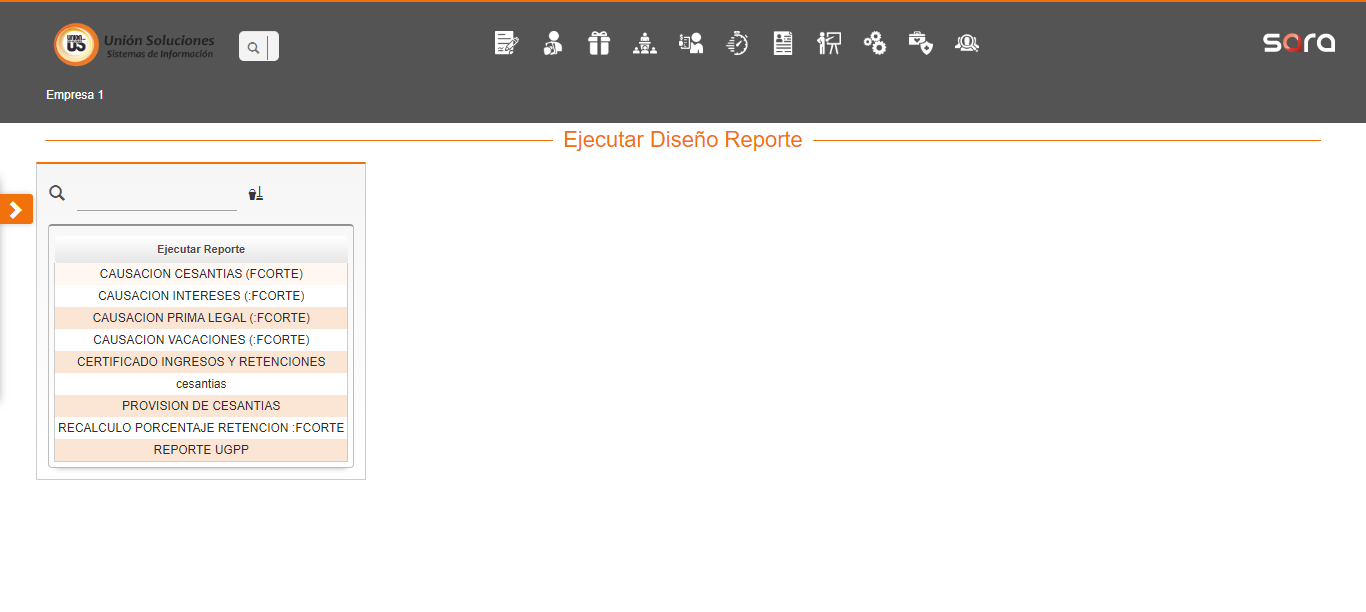 UNION
US
Unión Soluciones
Sistemas de Información
sara
Empresa 1
Ejecutar Diseño Reporte
Ejecutar Reporte
CAUSACION CESANTIAS (FCORTE)
CAUSACION INTERESES (:FCORTE)
CAUSACION PRIMA LEGAL (:FCORTE)
CAUSACION VACACIONES (:FCORTE)
CERTIFICADO INGRESOS Y RETENCIONES
cesantias
PROVISION DE CESANTIAS
RECALCULO PORCENTAJE RETENCION :FCORTE
REPORTE UGPP